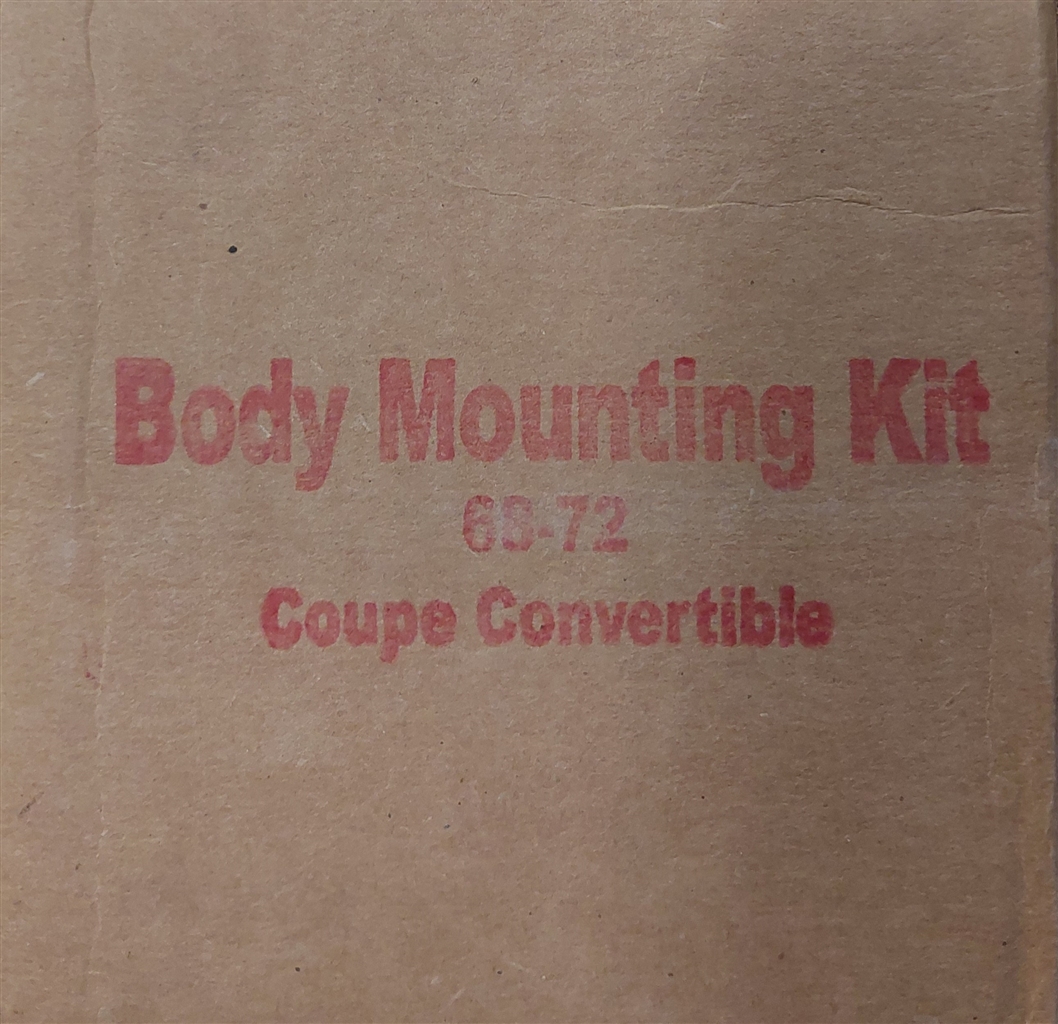 Body Mounting Kit
68-72
Coupe Convertible